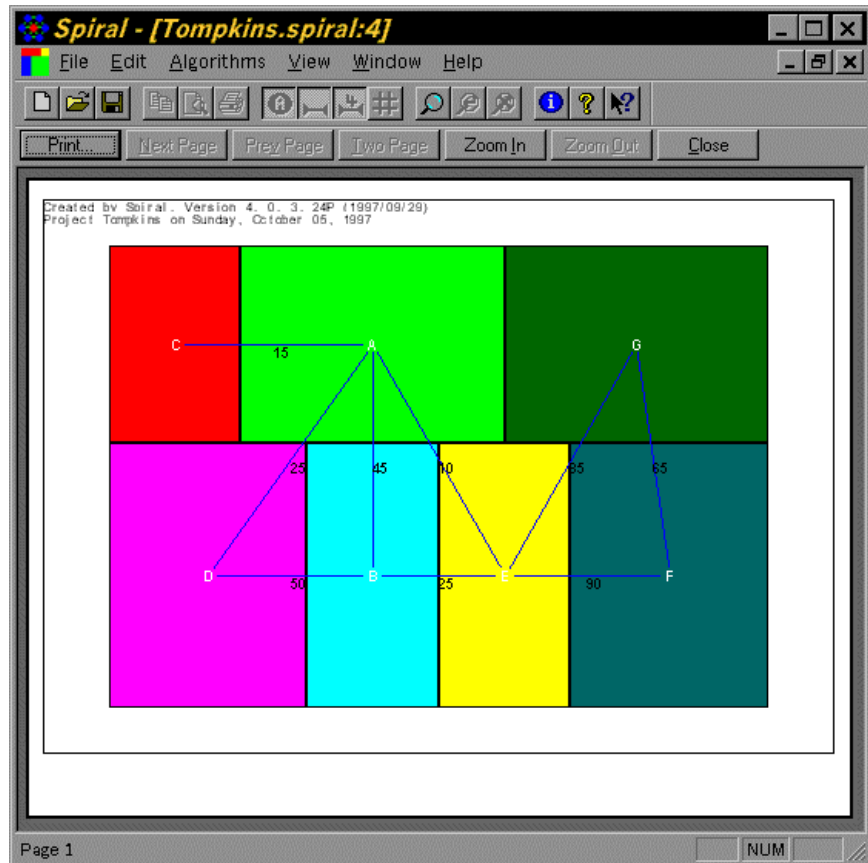 Spiral - [Tompkins.spiral:4]
File Edit Algorithms View Window Help
Print... Next Page Prev Page Two Page Zoom In Zoom Out Close
Created by Spiral. Version 4. 0. 3. 24P (1997/09/29)
Project Tompkins on Sunday, October 05, 1997
C A G
15
25 45 10 85 65
D B E F
50 25 90
Page 1 NUM